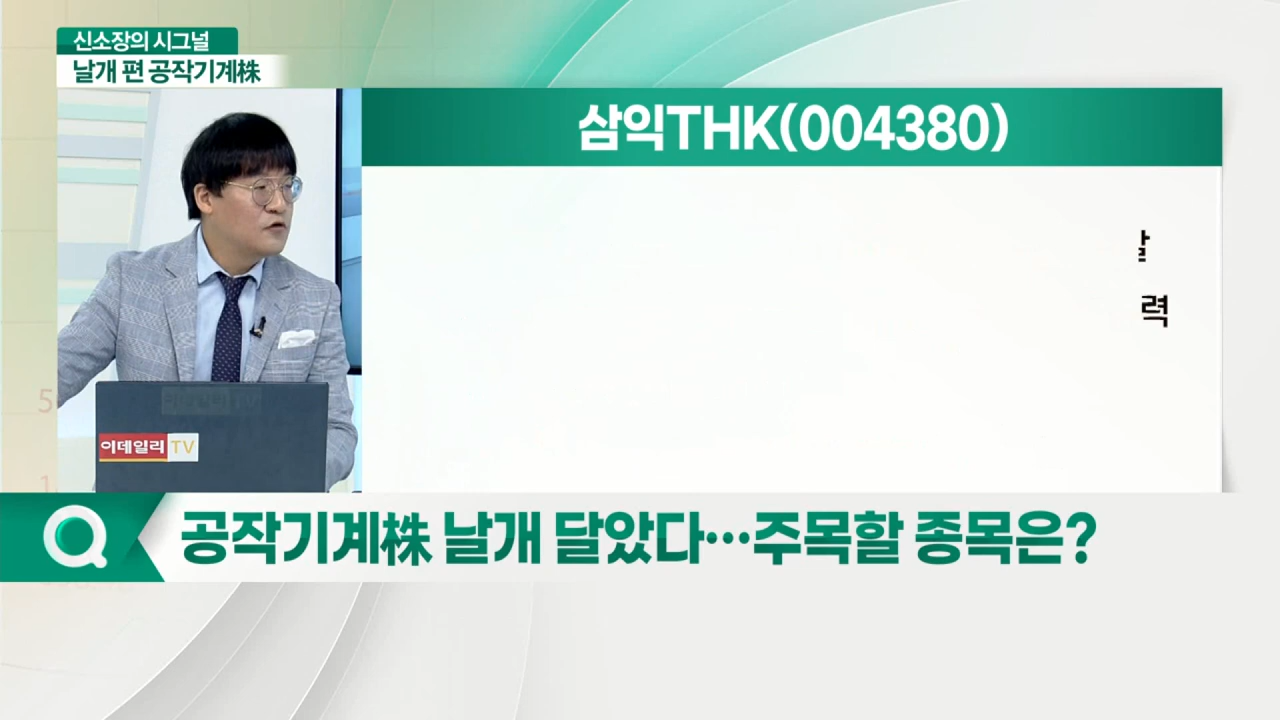 신소장의 시그널
날개 편 공작기계株
삼익THK(004380)
력
이데일리 TV
공작기계株 날개 달았다…주목할 종목은?